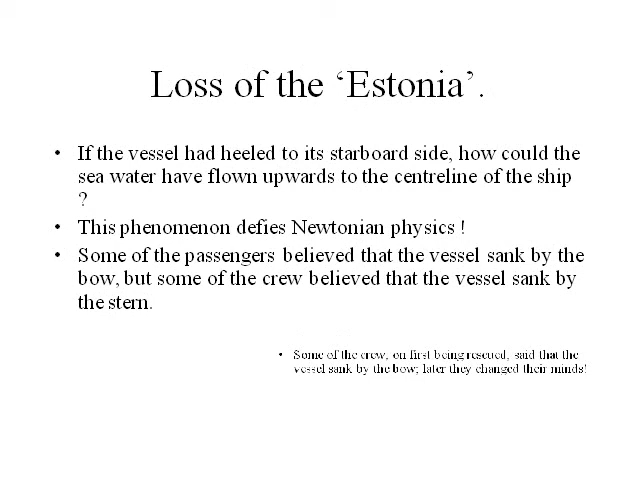 Loss of the ‘Estonia’.
• If the vessel had heeled to its starboard side, how could the
sea water have flown upwards to the centreline of the ship
?
• This phenomenon defies Newtonian physics !
• Some of the passengers believed that the vessel sank by the
bow, but some of the crew believed that the vessel sank by
the stern.
• Some of the crew, on first being rescued, said that the
vessel sank by the bow; later they changed their minds!